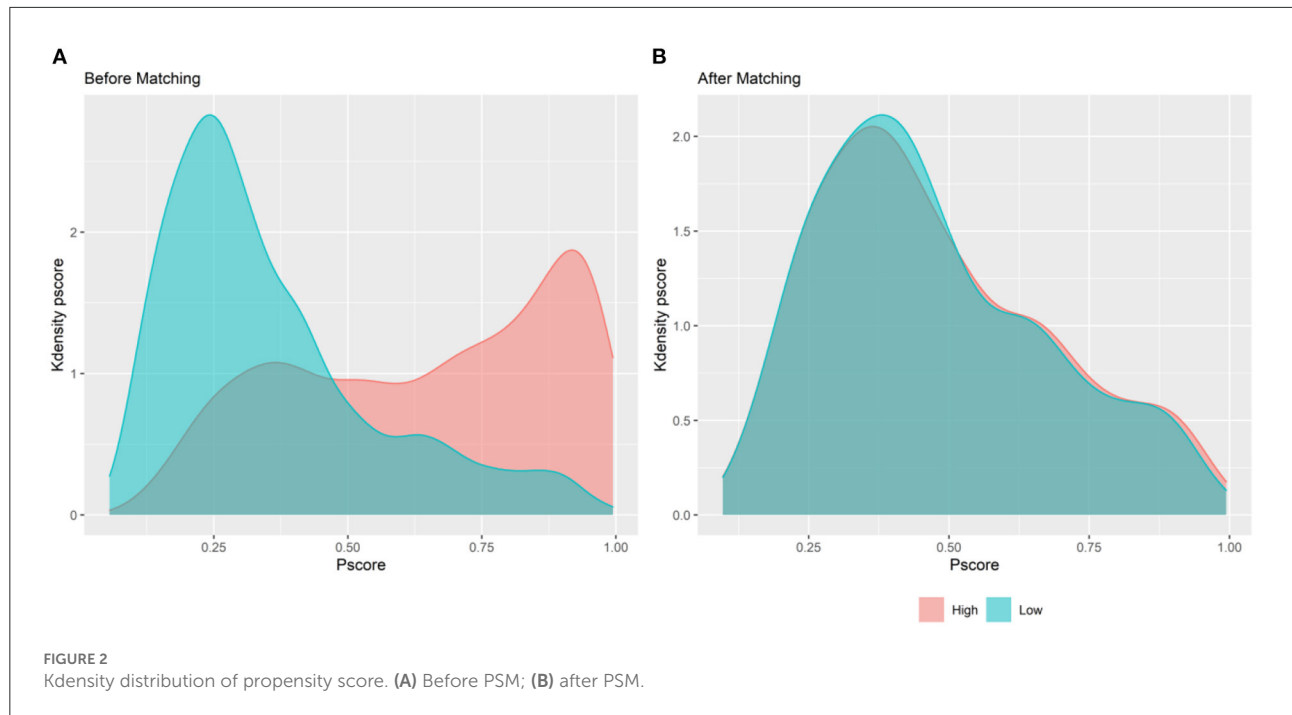 A
Before Matching
Kdensity pscore
2
1
0
0.25 0.50 0.75 1.00
Pscore
B
After Matching
Kdensity pscore
2.0
1.5
1.0
0.5
0.0
0.25 0.50 0.75 1.00
Pscore
High Low
FIGURE 2
Kdensity distribution of propensity score. (A) Before PSM; (B) after PSM.